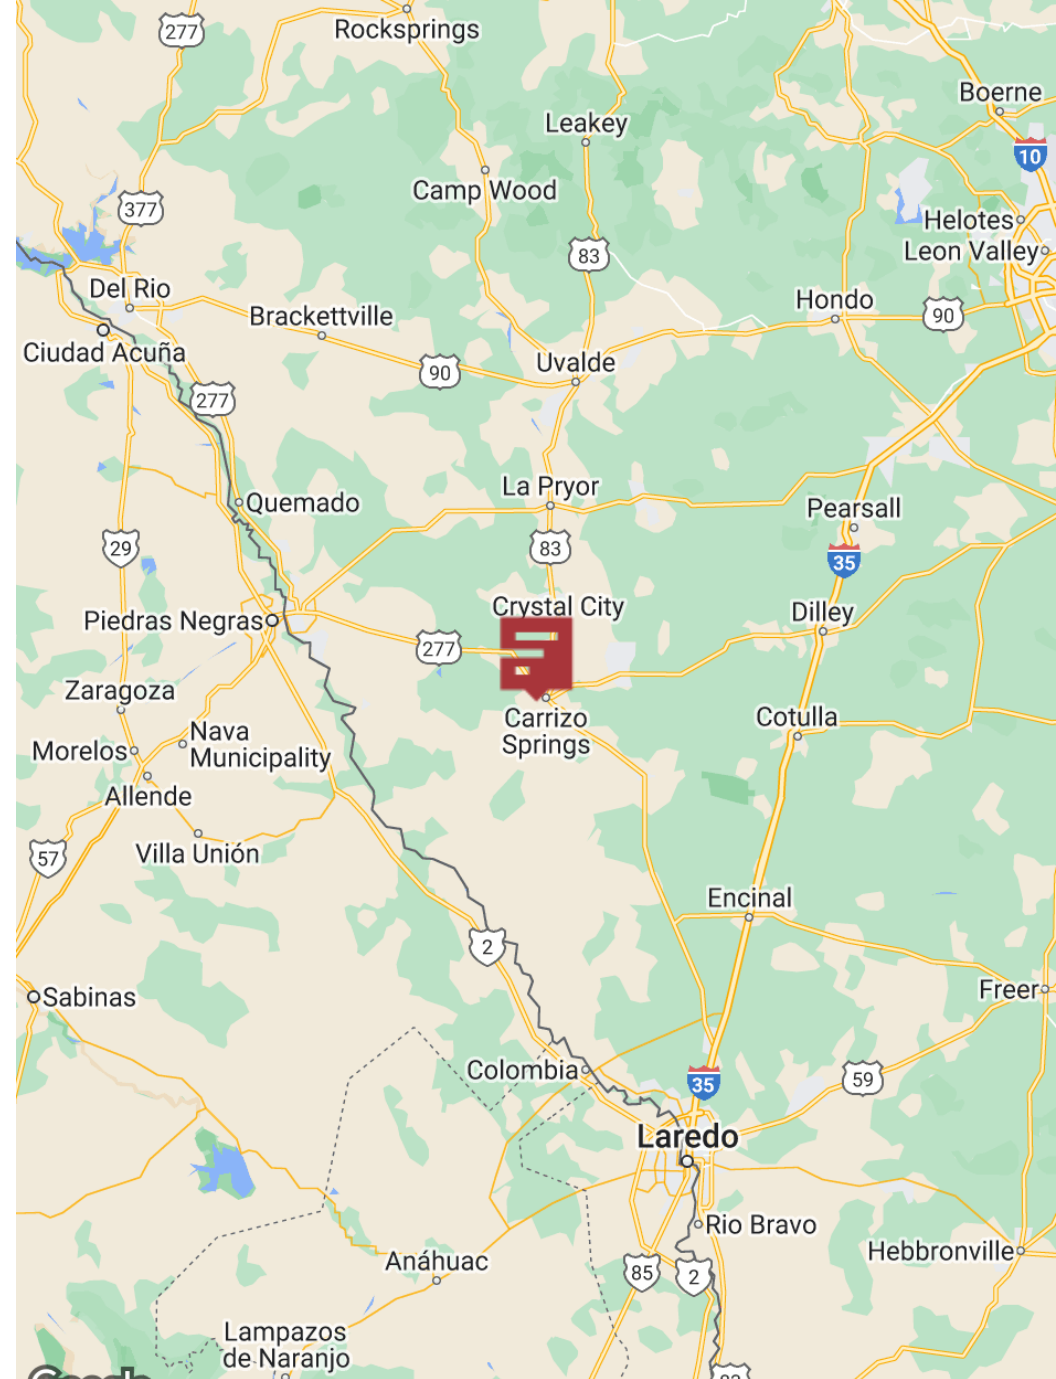 277
Rocksprings
Boerne
Leakey
10
Camp Wood
377
Helotes
83
Leon Valley
Del Rio
Hondo
90
Brackettville
Ciudad Acuña
Uvalde
90
277
La Pryor
Quemado
Pearsall
29
83
35
Crystal City
Piedras Negras
Dilley
277
Zaragoza
Carrizo
Springs
Cotulla
Nava
Municipality
Morelos
Allende
Villa Unión
57
Encinal
2
Freer
Sabinas
Colombia
35
59
Laredo
Rio Bravo
Hebbronville
Anáhuac
85
2
Lampazos
de Naranjo